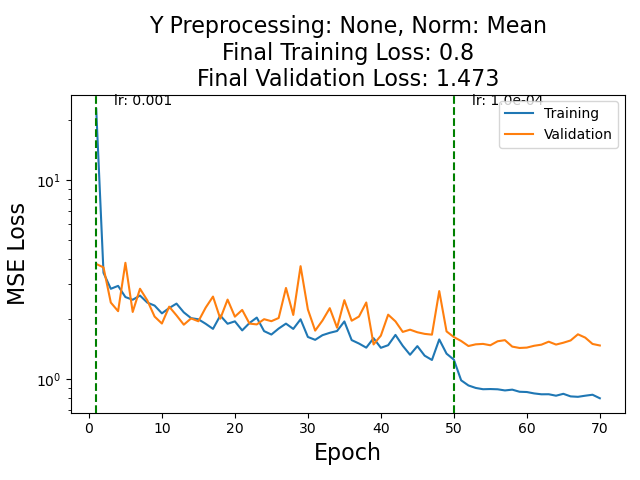 Y Preprocessing: None, Norm: Mean
Final Training Loss: 0.8
Final Validation Loss: 1.473
lr: 0.001
lr: 1.0e-04
Training
Validation
MSE Loss
10¹
10⁰
0 10 20 30 40 50 60 70
Epoch